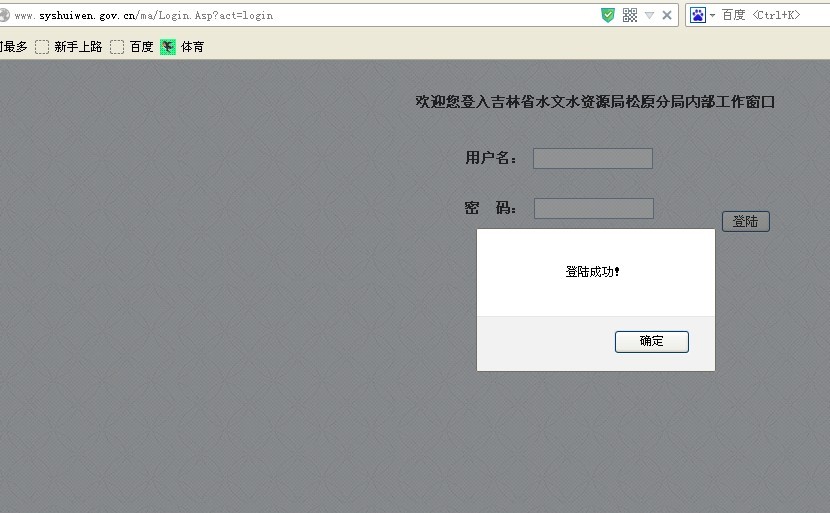 www.syshuiwen.gov.cn/ma/Login.Asp?act=login
百度 <Ctrl+K>
最多 新手上路 百度 体育
欢迎您登入吉林省水文水资源局松原分局内部工作窗口
用户名：
密 码：
登陆
登陆成功!
确定